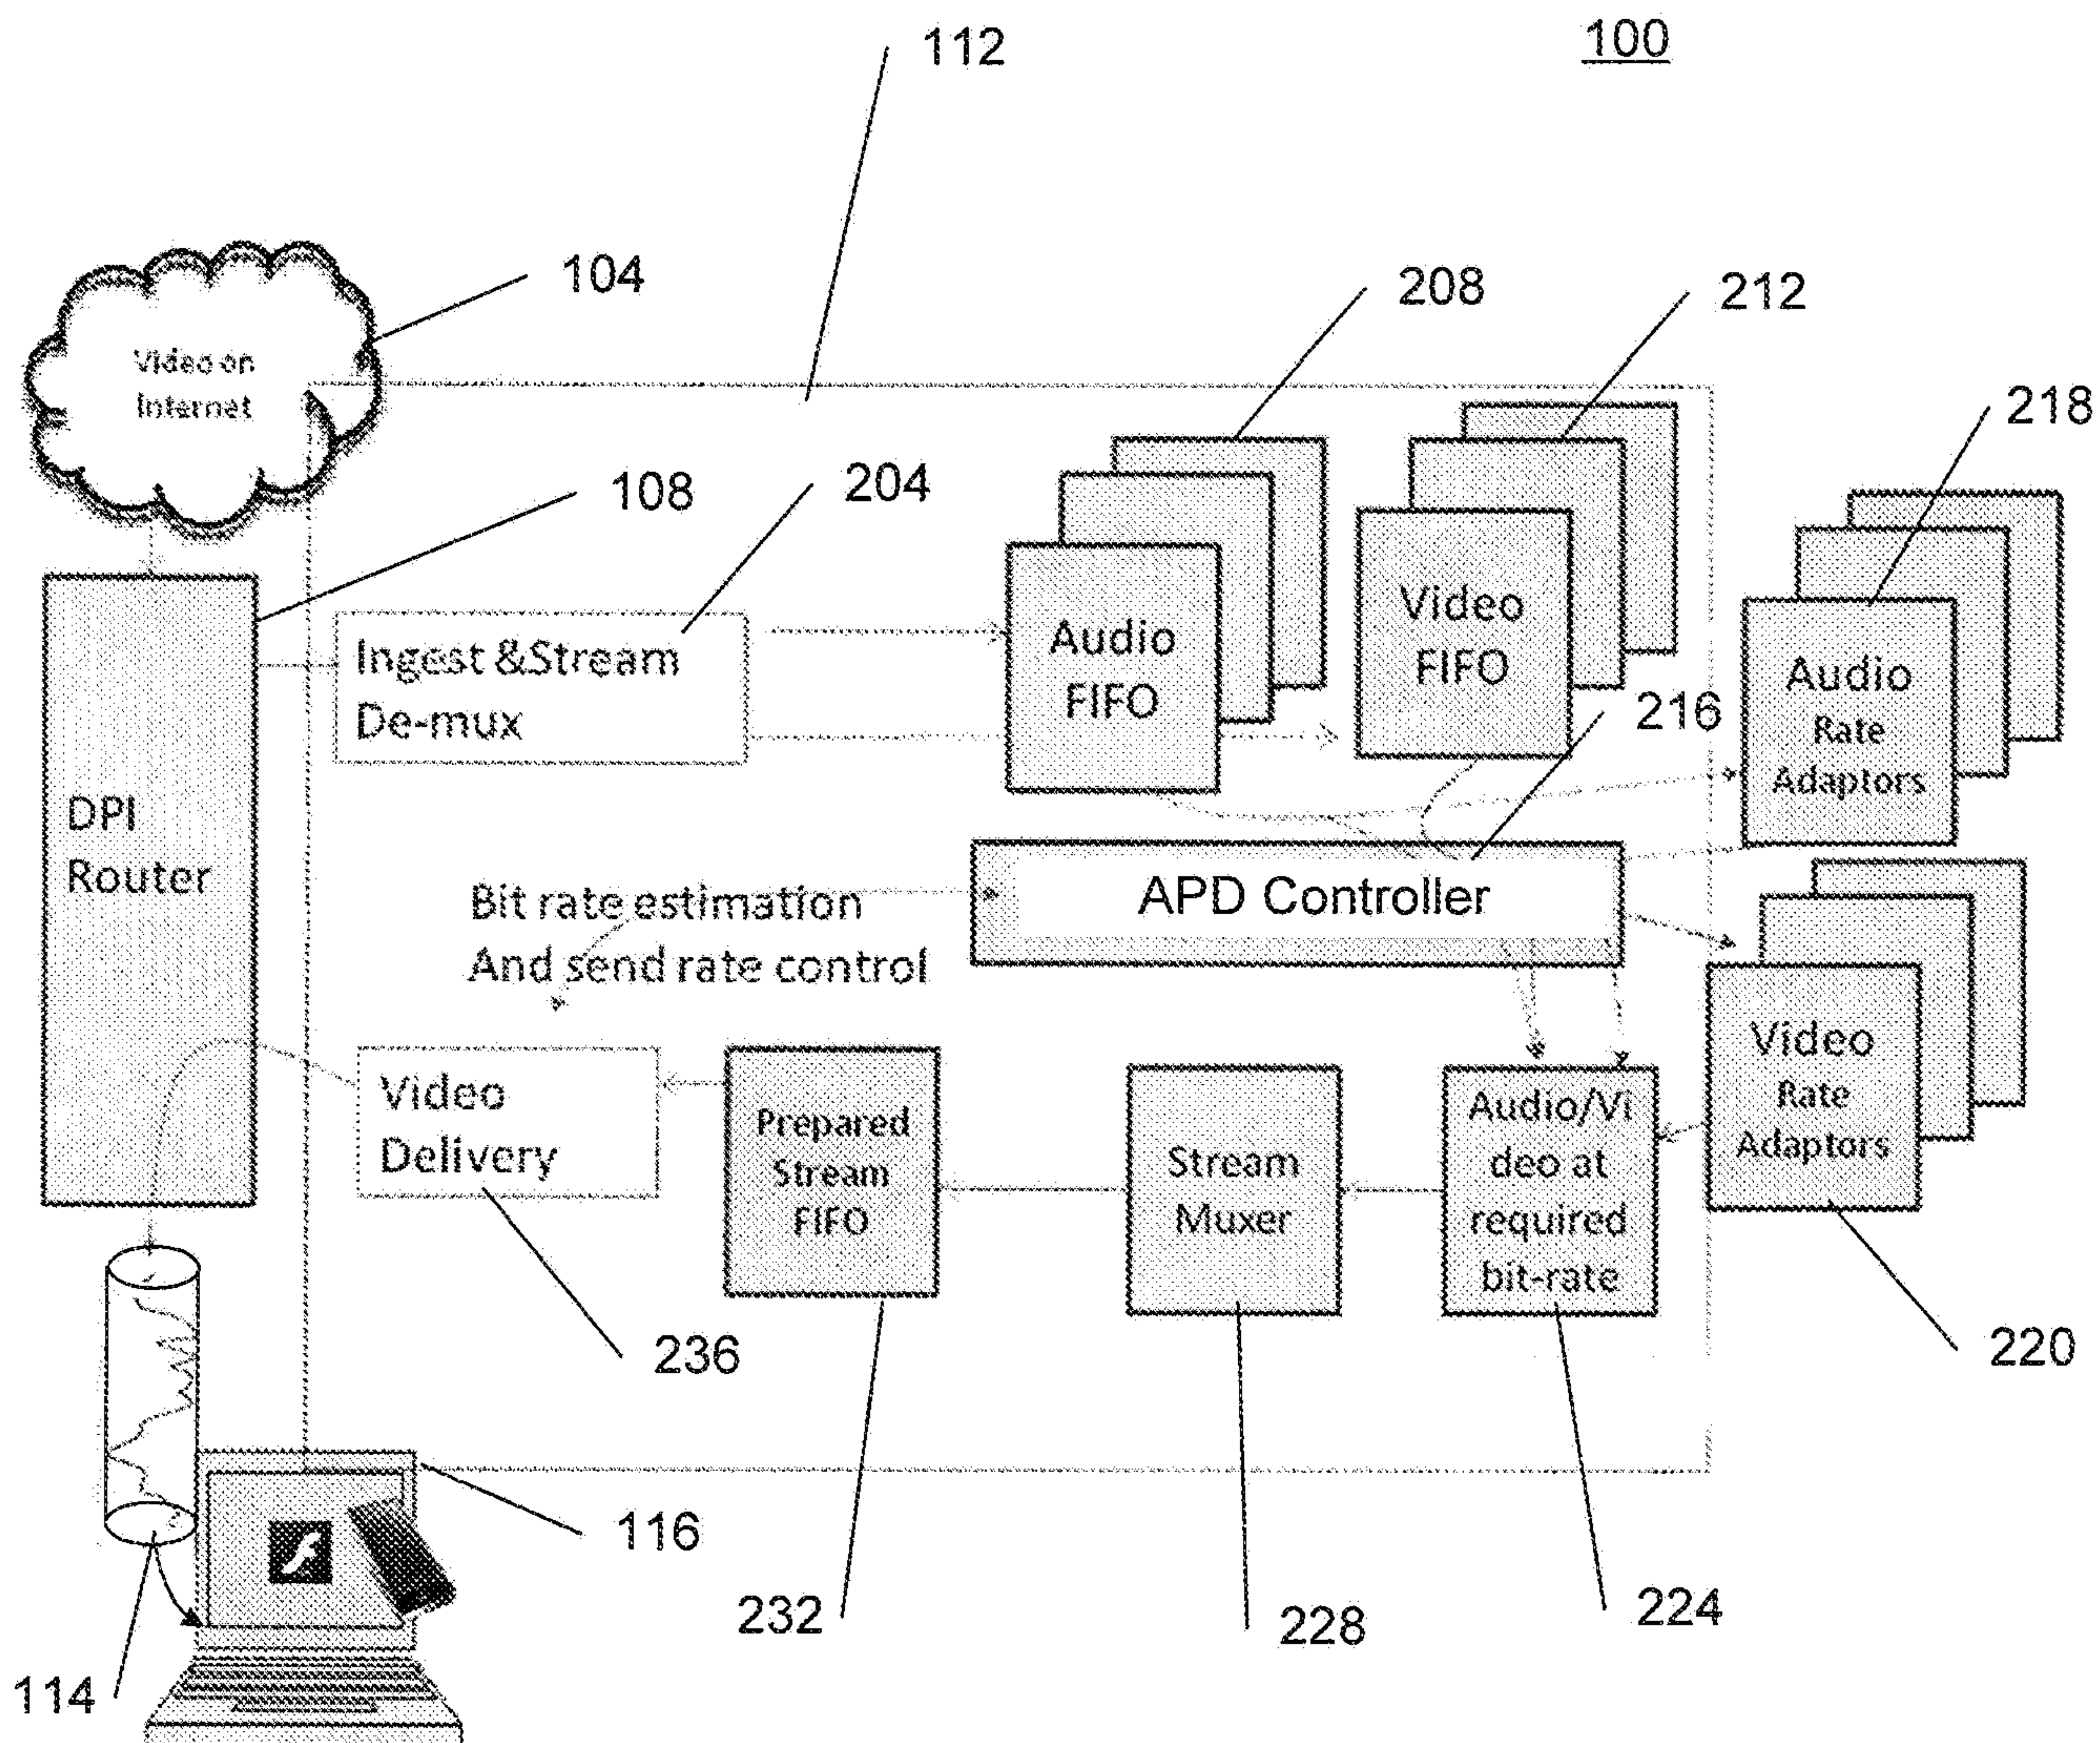 100
112
104
Video on
Internet
208
212
218
204
108
Ingest &Stream
De-mux
Audio
FIFO
Video
FIFO
216
Audio
Rate
Adaptors
DPI
Router
Bit rate estimation
And send rate control
APD Controller
Video
Delivery
Prepared
Stream
FIFO
Stream
Muxer
Audio/Vi
deo at
required
bit-rate
Video
Rate
Adaptors
236
220
116
232
228
224
114
f